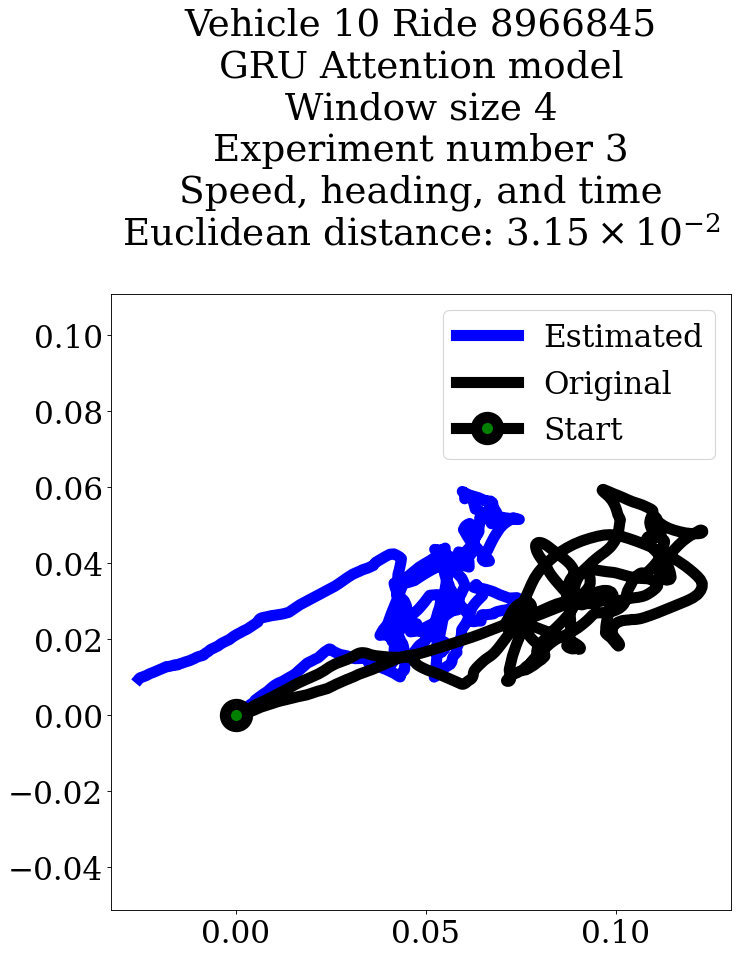 Vehicle 10 Ride 8966845
GRU Attention model
Window size 4
Experiment number 3
Speed, heading, and time
Euclidean distance: 3.15 × 10⁻²
Estimated
Original
Start
0.10
0.08
0.06
0.04
0.02
0.00
−0.02
−0.04
0.00 0.05 0.10